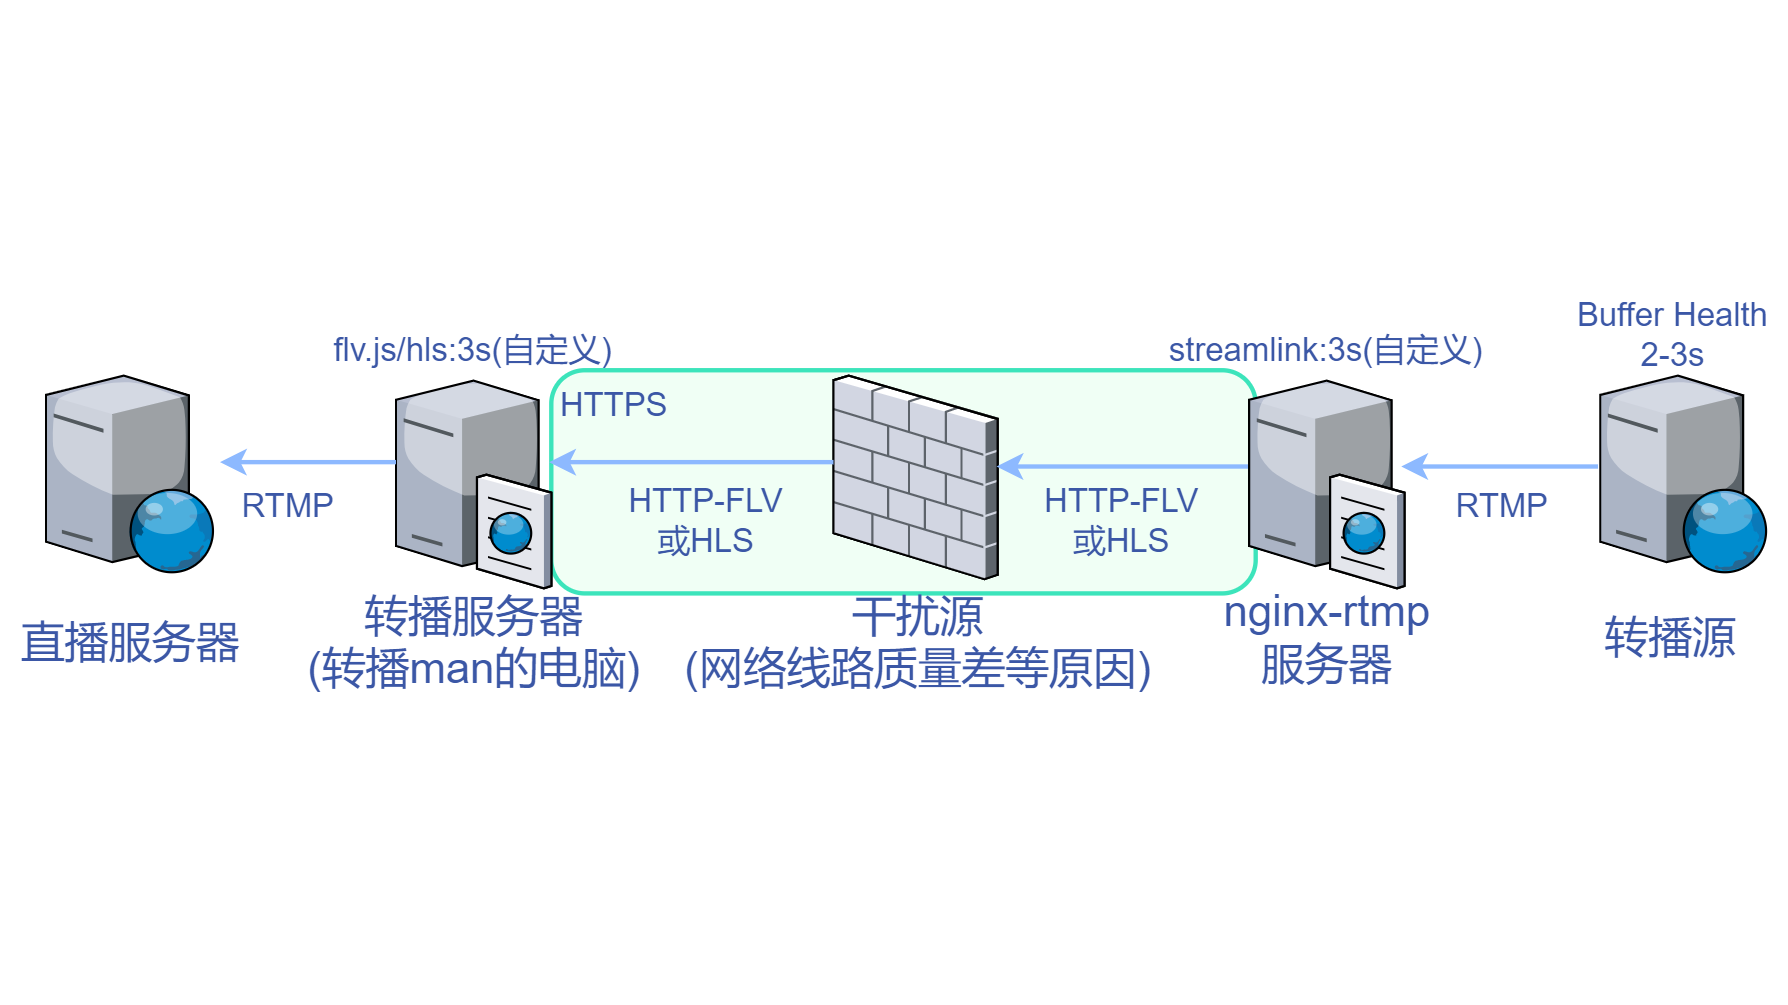 Buffer Health
2-3s
flv.js/hls:3s(自定义)
streamlink:3s(自定义)
HTTPS
RTMP
HTTP-FLV
或HLS
HTTP-FLV
或HLS
RTMP
直播服务器
转播服务器
(转播man的电脑)
干扰源
(网络线路质量差等原因)
nginx-rtmp
服务器
转播源